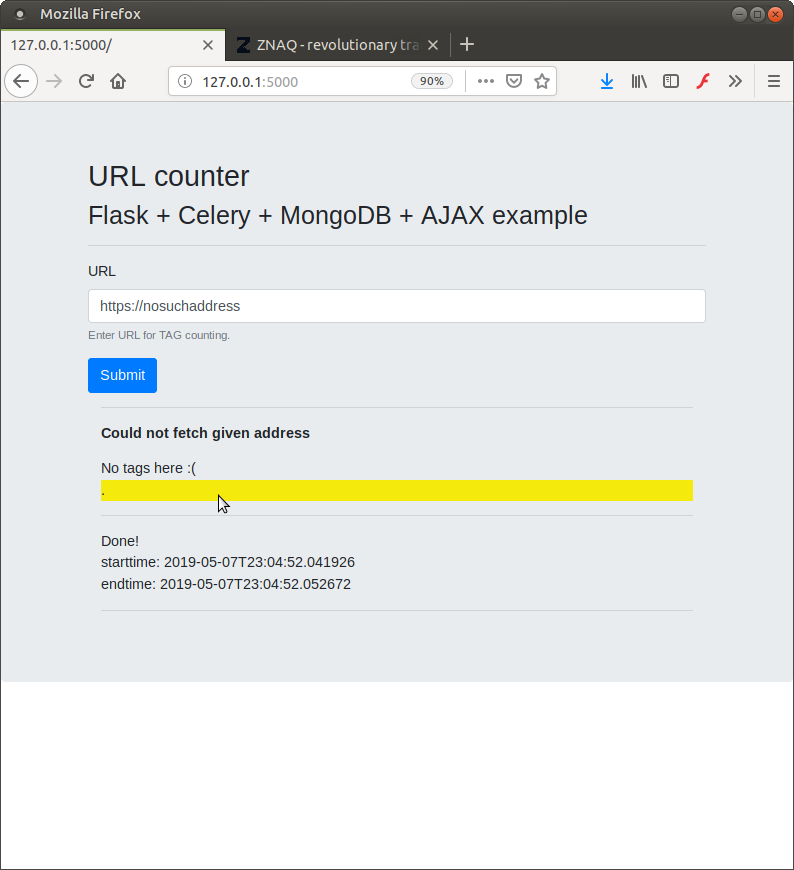 Mozilla Firefox
127.0.0.1:5000/
ZNAQ - revolutionary tra
127.0.0.1:5000
90%
URL counter
Flask + Celery + MongoDB + AJAX example
URL
https://nosuchaddress
Enter URL for TAG counting.
Submit
Could not fetch given address
No tags here :(
.
Done!
starttime: 2019-05-07T23:04:52.041926
endtime: 2019-05-07T23:04:52.052672